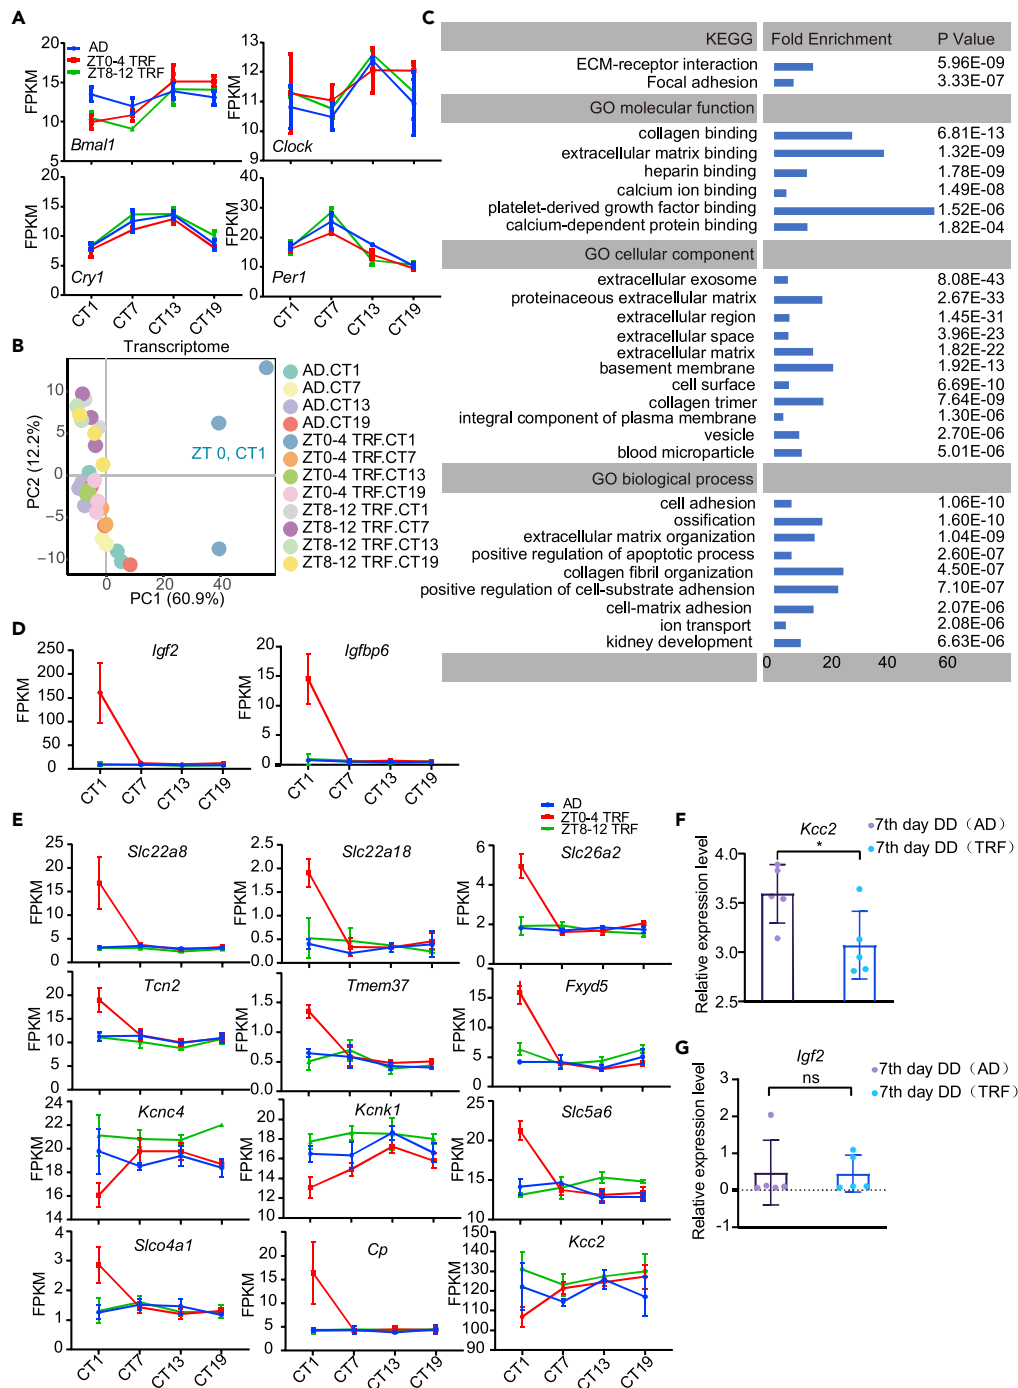 A
AD
ZT0-4 TRF
ZT8-12 TRF
FPKM
20
15
10
5
Bmal1
FPKM
13
12
11
10
9
Clock
FPKM
20
15
10
5
0
Cry1
FPKM
40
30
20
10
0
Per1
CT1 CT7 CT13 CT19
CT1 CT7 CT13 CT19
B
Transcriptome
PC2 (12.2%)
10
5
0
−5
−10
ZT 0, CT1
0 20 40 60
PC1 (60.9%)
AD.CT1
AD.CT7
AD.CT13
AD.CT19
ZT0-4 TRF.CT1
ZT0-4 TRF.CT7
ZT0-4 TRF.CT13
ZT0-4 TRF.CT19
ZT8-12 TRF.CT1
ZT8-12 TRF.CT7
ZT8-12 TRF.CT13
ZT8-12 TRF.CT19
C
KEGG Fold Enrichment P Value
ECM-receptor interaction 5.96E-09
Focal adhesion 3.33E-07
GO molecular function
collagen binding 6.81E-13
extracellular matrix binding 1.32E-09
heparin binding 1.78E-09
calcium ion binding 1.49E-08
platelet-derived growth factor binding 1.52E-06
calcium-dependent protein binding 1.82E-04
GO cellular component
extracellular exosome 8.08E-43
proteinaceous extracellular matrix 2.67E-33
extracellular region 1.45E-31
extracellular space 3.96E-23
extracellular matrix 1.82E-22
basement membrane 1.92E-13
cell surface 6.69E-10
collagen trimer 7.64E-09
integral component of plasma membrane 1.30E-06
vesicle 2.70E-06
blood microparticle 5.01E-06
GO biological process
cell adhesion 1.06E-10
ossification 1.60E-10
extracellular matrix organization 1.04E-09
positive regulation of apoptotic process 2.60E-07
collagen fibril organization 4.50E-07
positive regulation of cell-substrate adhension 7.10E-07
cell-matrix adhesion 2.07E-06
ion transport 2.08E-06
kidney development 6.63E-06
0 20 40 60
D
Igf2
FPKM
250
200
150
100
50
0
CT1 CT7 CT13 CT19
Igfbp6
FPKM
20
15
10
5
0
CT1 CT7 CT13 CT19
E
AD
ZT0-4 TRF
ZT8-12 TRF
Slc22a8
FPKM
25
20
15
10
5
0
Slc22a18
FPKM
2.5
2.0
1.5
1.0
0.5
0
Slc26a2
FPKM
6
4
2
0
Tcn2
FPKM
25
20
15
10
5
0
Tmem37
FPKM
2.0
1.5
1.0
0.5
0.0
Fxyd5
FPKM
20
15
10
5
0
Kcnc4
FPKM
24
22
20
18
16
14
Kcnk1
FPKM
20
18
16
14
12
10
Slc5a6
FPKM
25
20
15
10
Slco4a1
FPKM
4
3
2
1
0
Cp
FPKM
25
20
15
10
5
0
Kcc2
FPKM
150
140
130
120
110
100
90
CT1 CT7 CT13 CT19
CT1 CT7 CT13 CT19
CT1 CT7 CT13 CT19
F
Kcc2
*
7th day DD（AD）
7th day DD（TRF）
Relative expression level
4.0
3.5
3.0
2.5
G
Igf2
ns
7th day DD（AD）
7th day DD（TRF）
Relative expression level
3
2
1
0
-1